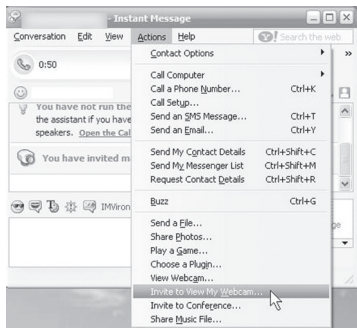 - Instant Message
Conversation Edit View Actions Help
Search the web
0:50
You have not run the
the assistant if you have
speakers. Open the Cal
You have invited m
IMViron
Contact Options
Call Computer
Call a Phone Number... Ctrl+K
Call Setup...
Send an SMS Message... Ctrl+T
Send an Email... Ctrl+Y
Send My Contact Details Ctrl+Shift+C
Send My Messenger List Ctrl+Shift+M
Request Contact Details Ctrl+Shift+R
Buzz Ctrl+G
Send a File...
Share Photos...
Play a Game...
Choose a Plugin...
View Webcam...
Invite to View My Webcam...
Invite to Conference...
Share Music File...